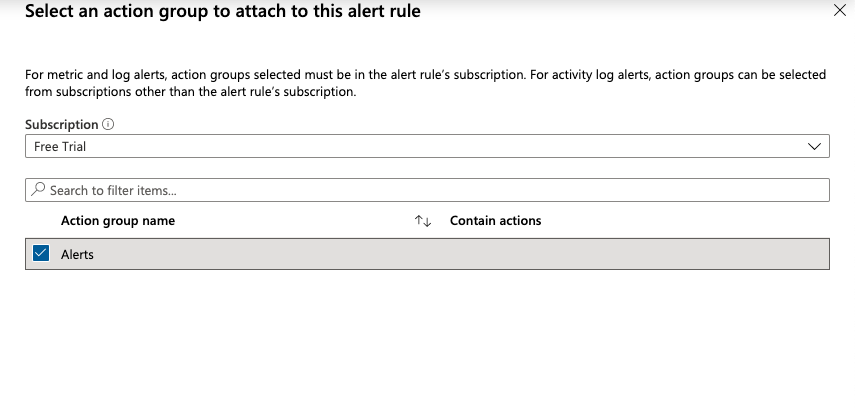 Select an action group to attach to this alert rule
For metric and log alerts, action groups selected must be in the alert rule's subscription. For activity log alerts, action groups can be selected
from subscriptions other than the alert rule's subscription.
Subscription
Free Trial
Search to filter items...
Action group name Contain actions
Alerts